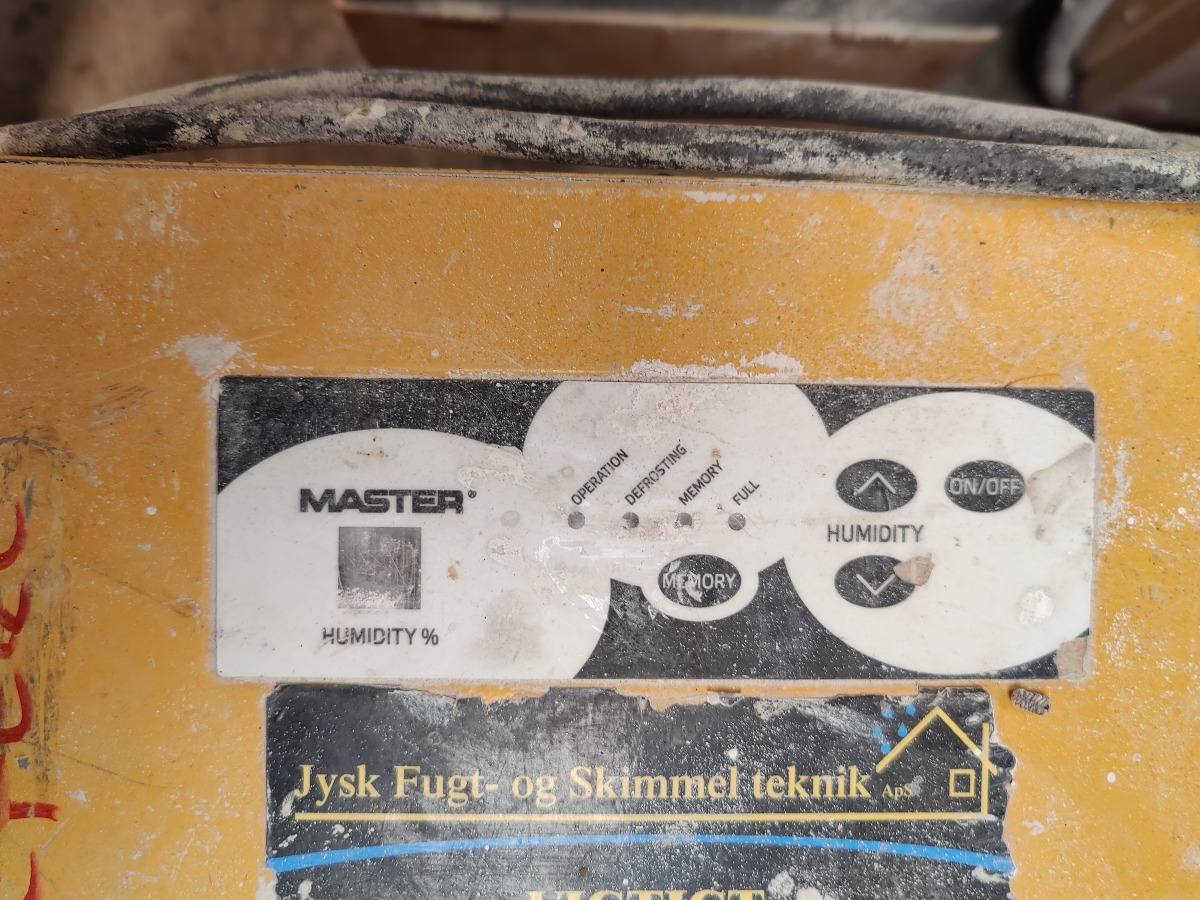 MASTER®
HUMIDITY %
OPERATION
DEFROSTING
MEMORY
FULL
MEMORY
HUMIDITY
ON/OFF
Jysk Fugt- og Skimmel teknik ApS